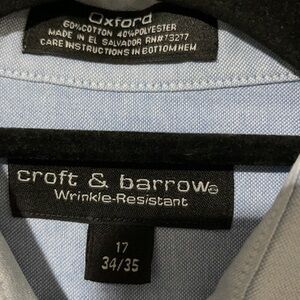 Oxford
60%COTTON 40%POLYESTER
MADE IN EL SALVADOR RN#73277
CARE INSTRUCTIONS IN BOTTOM HEM
croft & barrow®
Wrinkle-Resistant
17
34/35